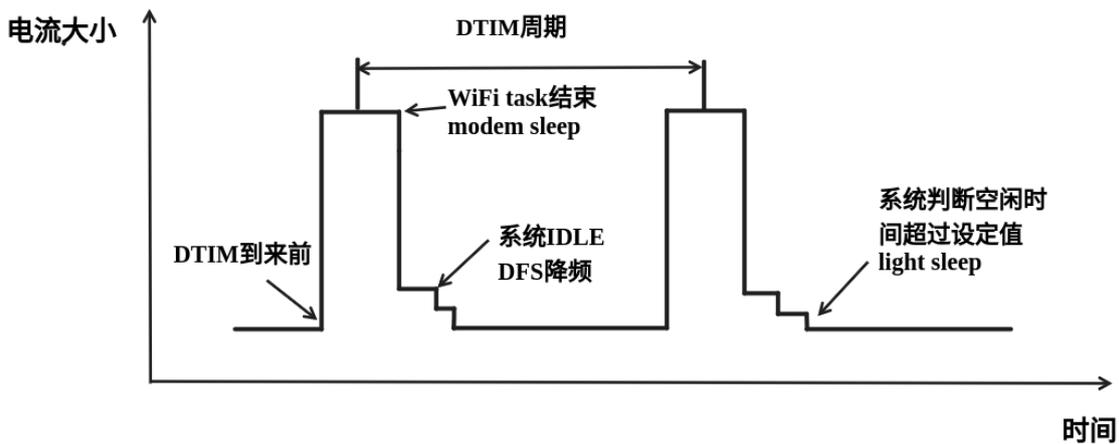 电流大小
DTIM周期
WiFi task结束
modem sleep
系统判断空闲时
间超过设定值
light sleep
系统IDLE
DFS降频
DTIM到来前
时间